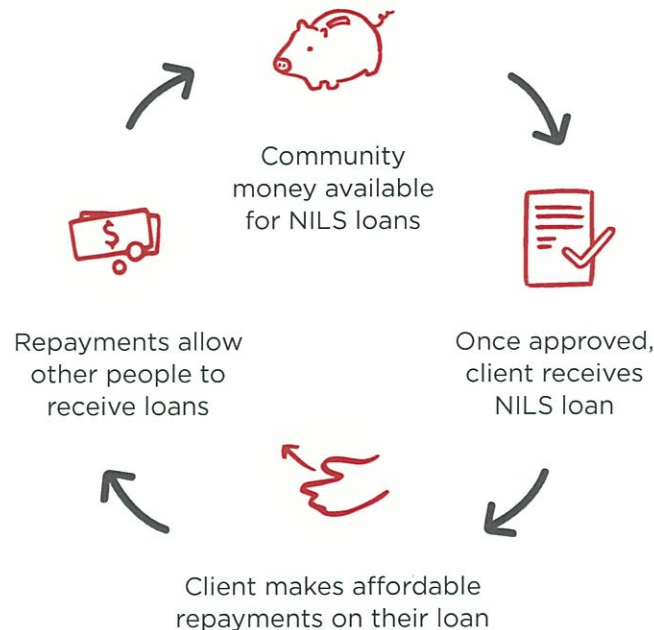 Community
money available
for NILS loans
Once approved,
client receives
NILS loan
Client makes affordable
repayments on their loan
Repayments allow
other people to
receive loans
$